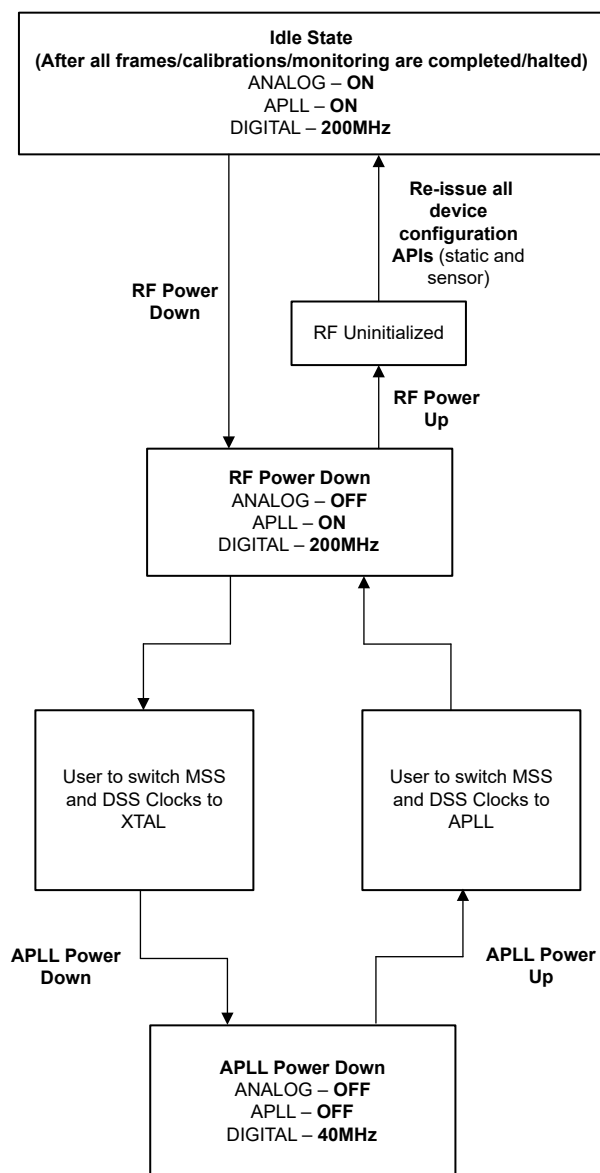 Idle State
(After all frames/calibrations/monitoring are completed/halted)
ANALOG – ON
APLL – ON
DIGITAL – 200MHz
Re-issue all
device
configuration
APIs (static and
sensor)
RF Power
Down
RF Uninitialized
RF Power
Up
RF Power Down
ANALOG – OFF
APLL – ON
DIGITAL – 200MHz
User to switch MSS
and DSS Clocks to
XTAL
User to switch MSS
and DSS Clocks to
APLL
APLL Power
Down
APLL Power
Up
APLL Power Down
ANALOG – OFF
APLL – OFF
DIGITAL – 40MHz